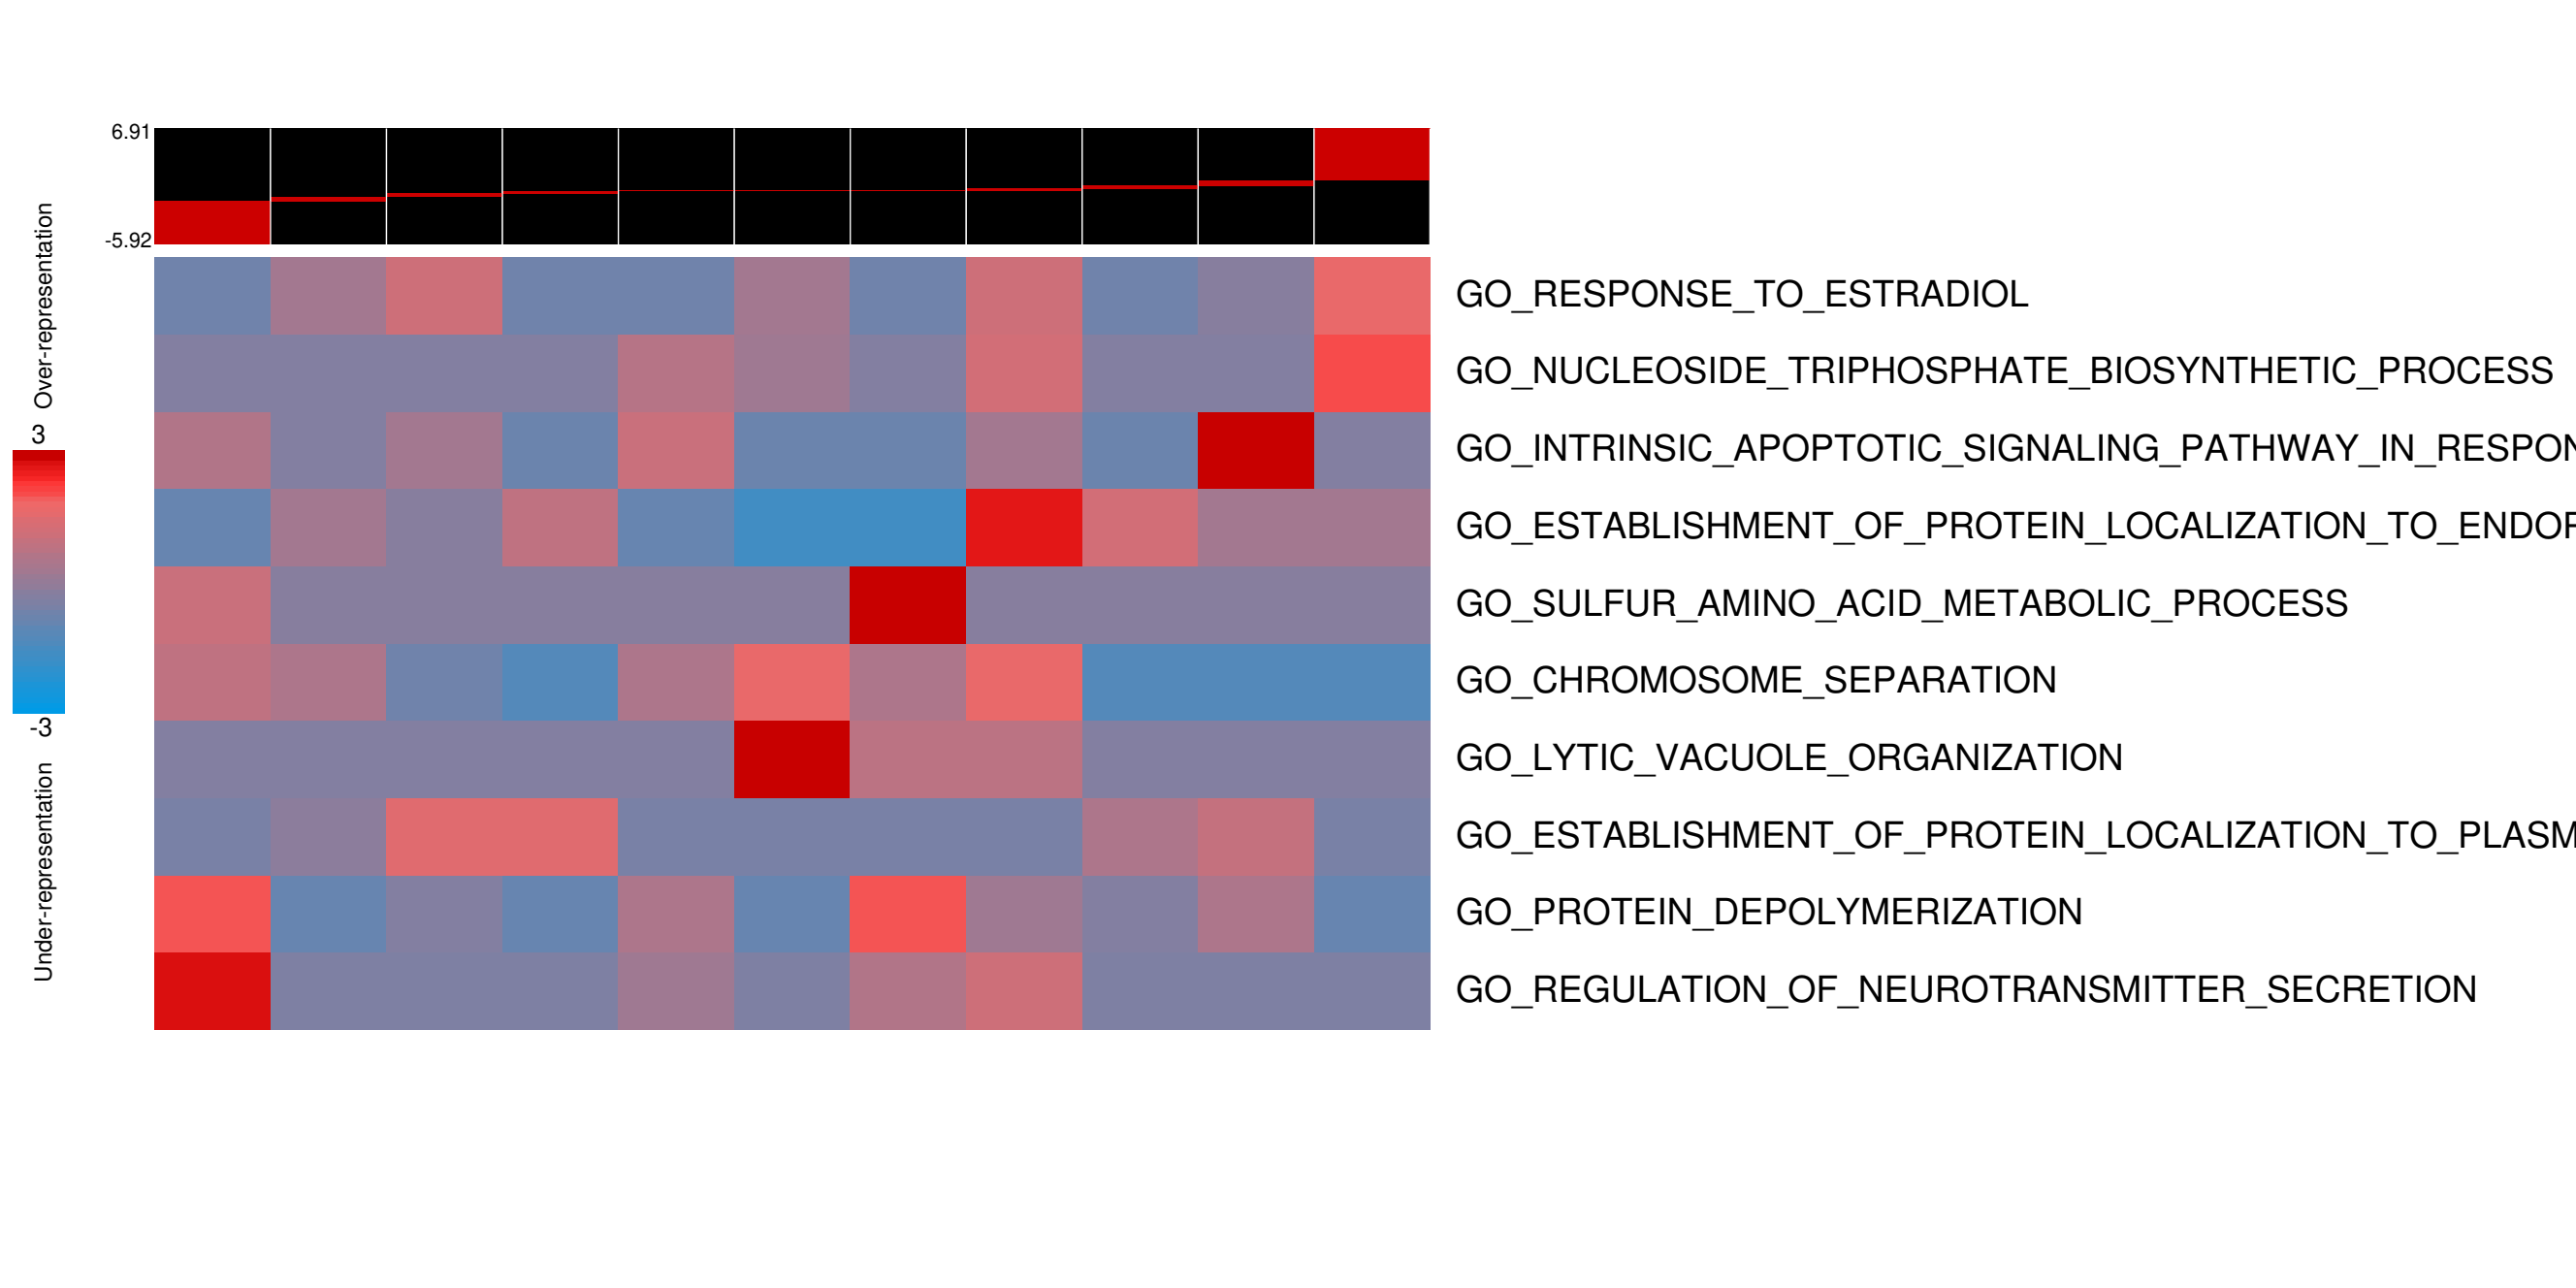 6.91
-5.92
Over-representation
3
-3
Under-representation
GO_RESPONSE_TO_ESTRADIOL
GO_NUCLEOSIDE_TRIPHOSPHATE_BIOSYNTHETIC_PROCESS
GO_INTRINSIC_APOPTOTIC_SIGNALING_PATHWAY_IN_RESPON
GO_ESTABLISHMENT_OF_PROTEIN_LOCALIZATION_TO_ENDOP
GO_SULFUR_AMINO_ACID_METABOLIC_PROCESS
GO_CHROMOSOME_SEPARATION
GO_LYTIC_VACUOLE_ORGANIZATION
GO_ESTABLISHMENT_OF_PROTEIN_LOCALIZATION_TO_PLASM
GO_PROTEIN_DEPOLYMERIZATION
GO_REGULATION_OF_NEUROTRANSMITTER_SECRETION